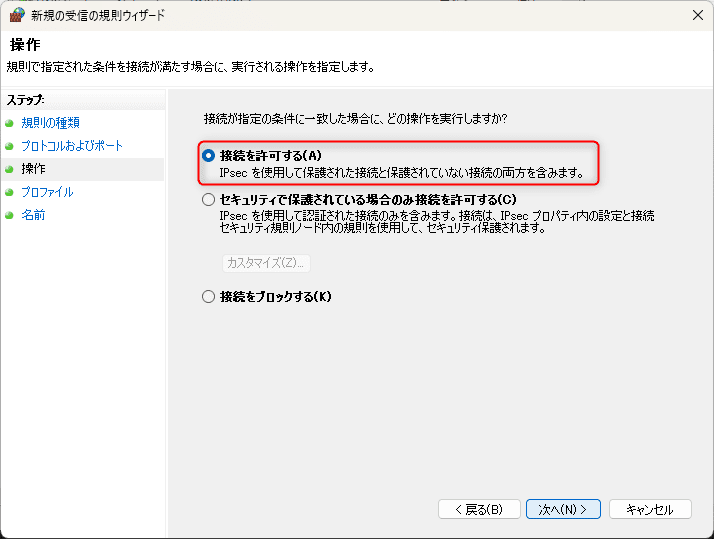 新規の受信の規則ウィザード
操作
規則で指定された条件を接続が満たす場合に、実行される操作を指定します。
ステップ:
規則の種類
プロトコルおよびポート
操作
プロファイル
名前
接続が指定の条件に一致した場合に、どの操作を実行しますか?
接続を許可する(A)
IPsec を使用して保護された接続と保護されていない接続の両方を含みます。
セキュリティで保護されている場合のみ接続を許可する(C)
IPsec を使用して認証された接続のみを含みます。接続は、IPsec プロパティ内の設定と接続
セキュリティ規則ノード内の規則を使用して、セキュリティ保護されます。
カスタマイズ(Z)...
接続をブロックする(K)
< 戻る(B)
次へ(N) >
キャンセル